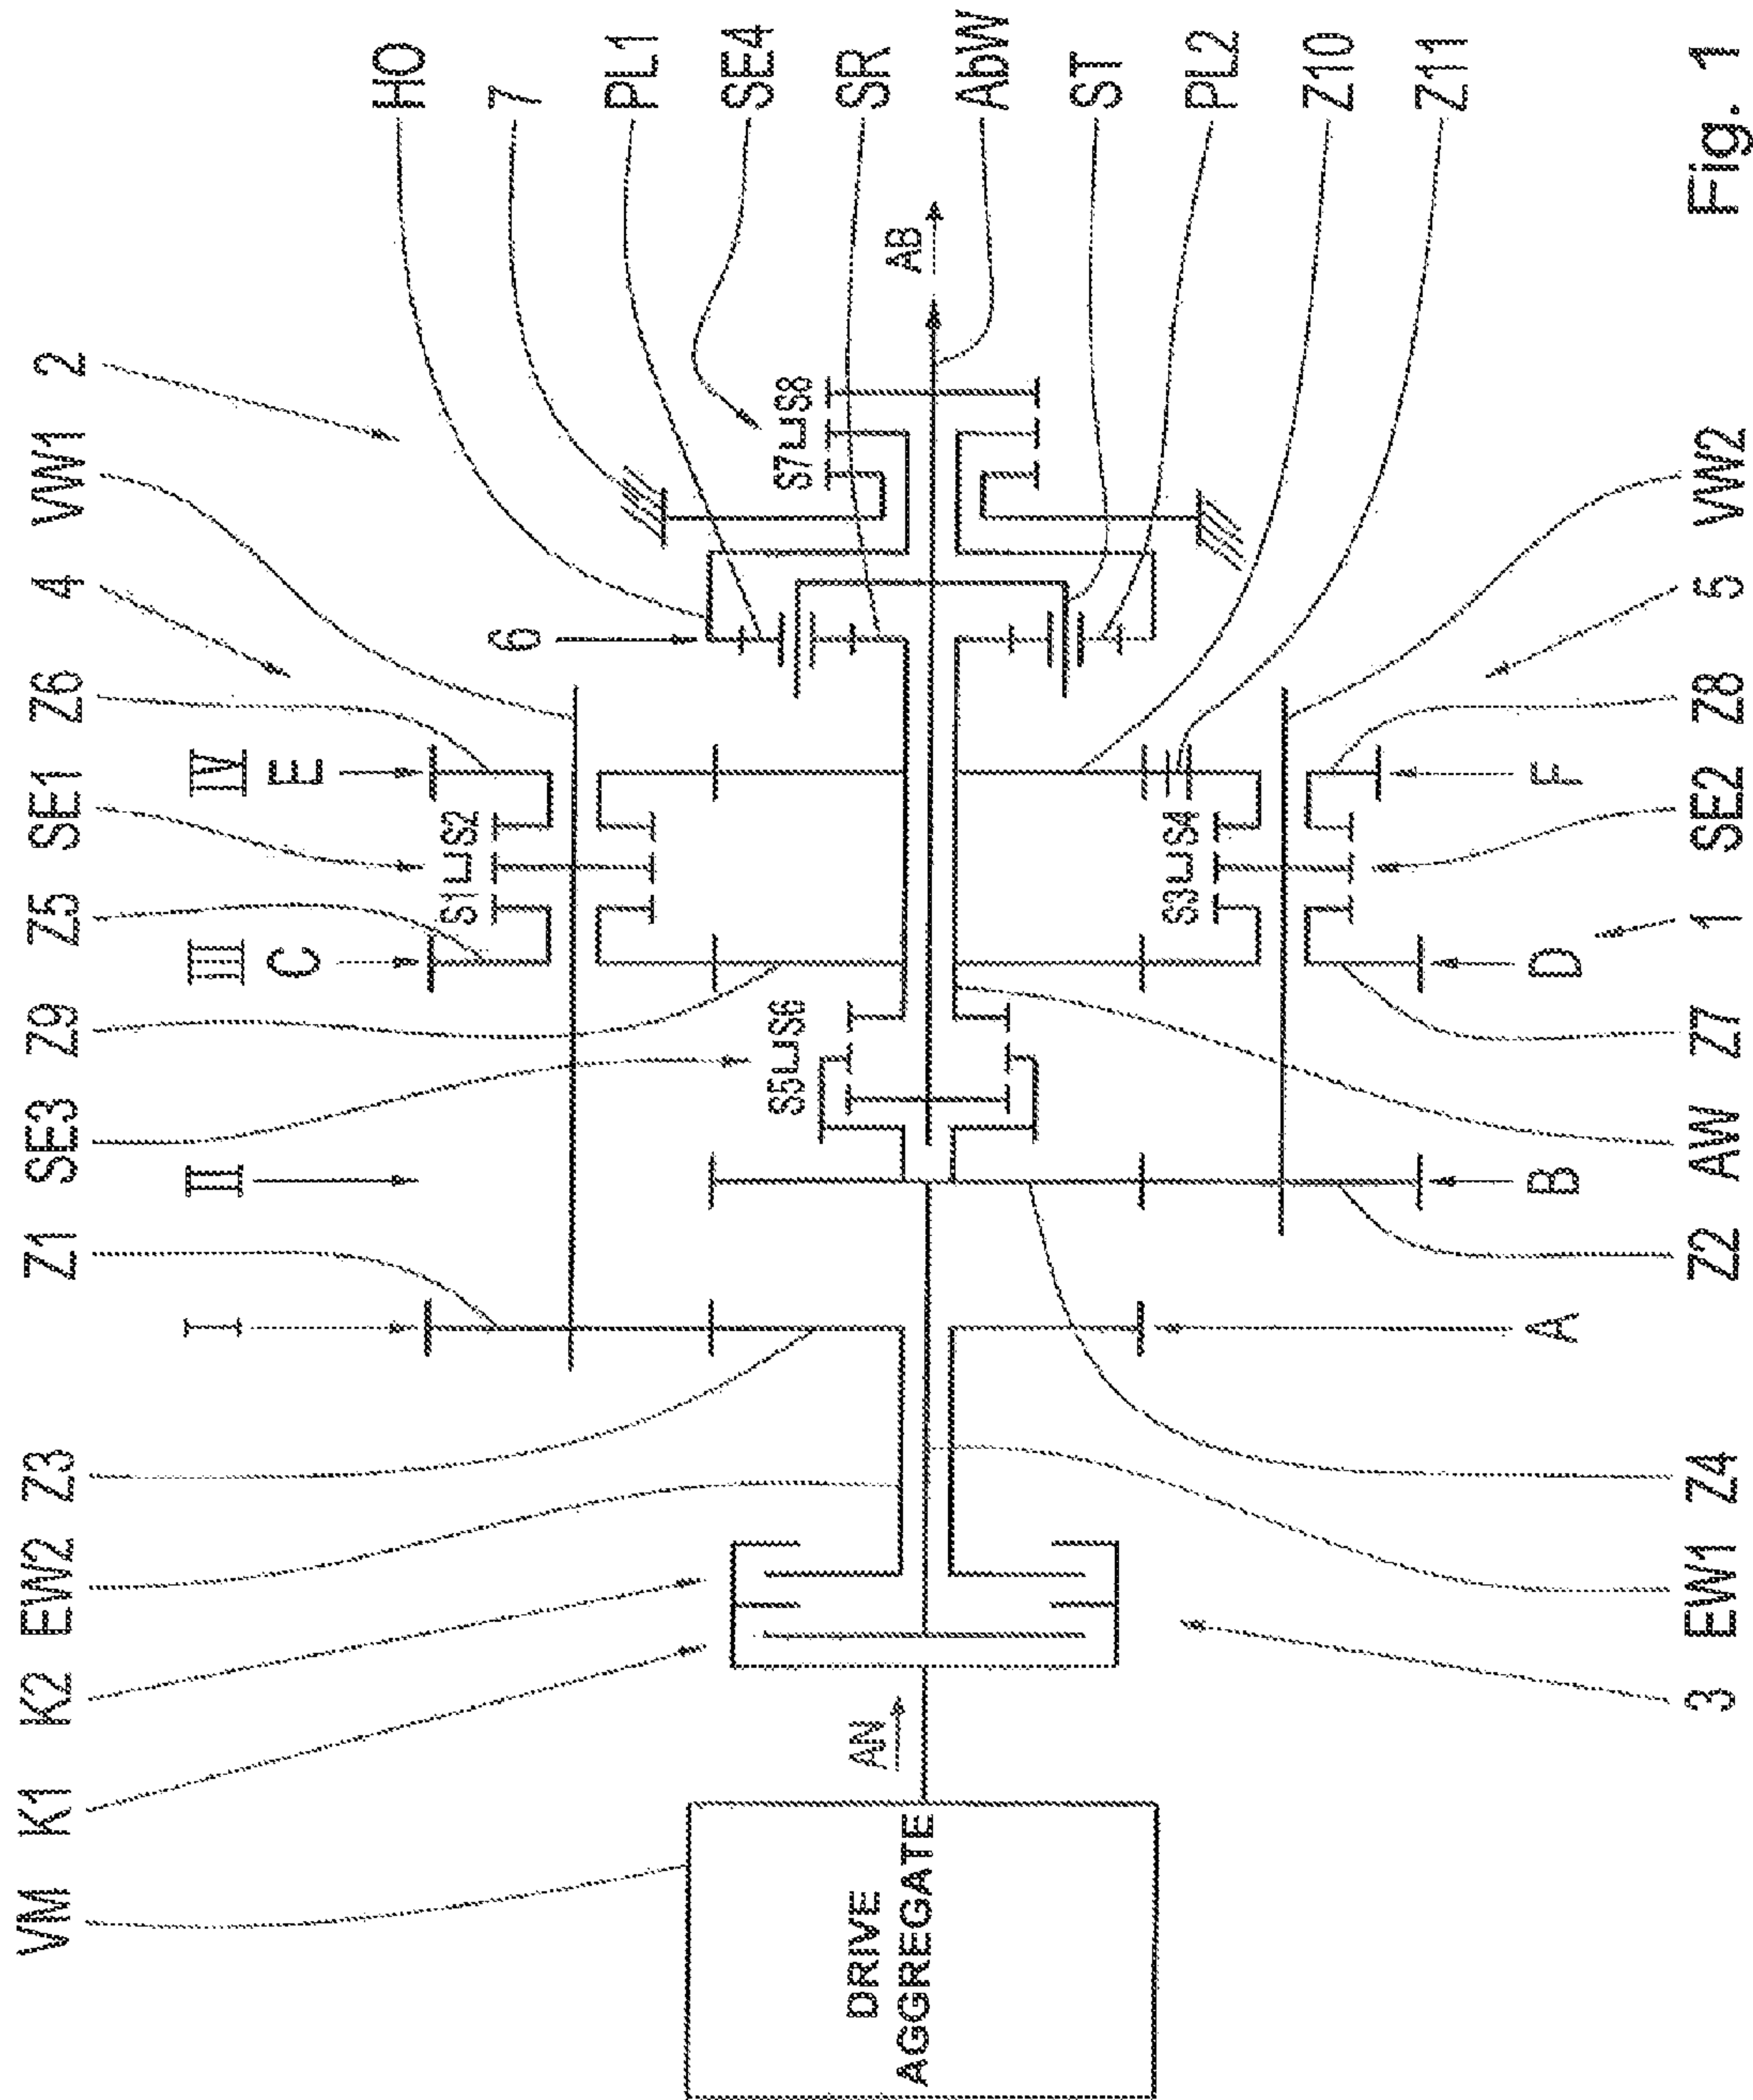 VM K1 K2 EW2 Z3 Z1 SE3 Z9 Z5 SE1 Z6 4 VW1 2
I II III IV
C E
HO
7
PL1
SE4
SR
AbW
ST
PL2
Z10
Z11
6
S1 S2
S7 S8
S5 S6
S3 S4
AN
AB
DRIVE
AGGREGATE
A B D F
3 EW1 Z4 Z2 AW Z7 1 SE2 Z8 5 VW2
Fig. 1